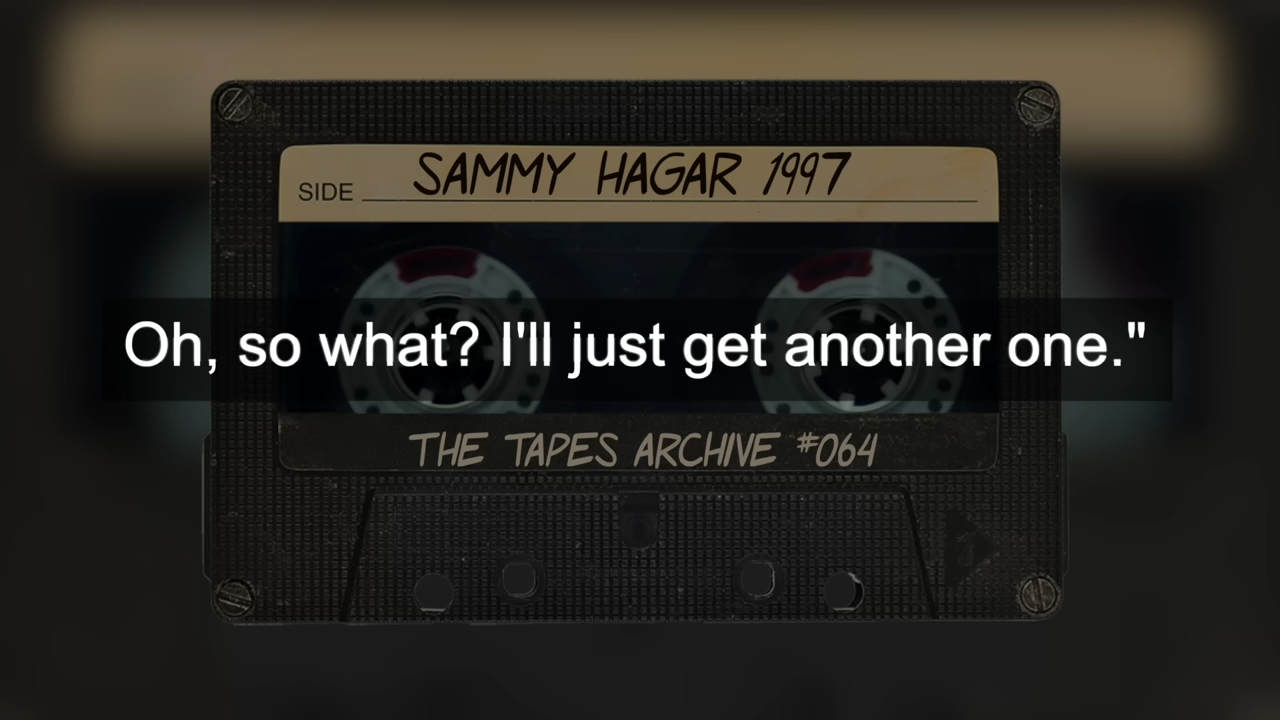 SAMMY HAGAR 1997
SIDE
Oh, so what? I'll just get another one."
THE TAPES ARCHIVE #064